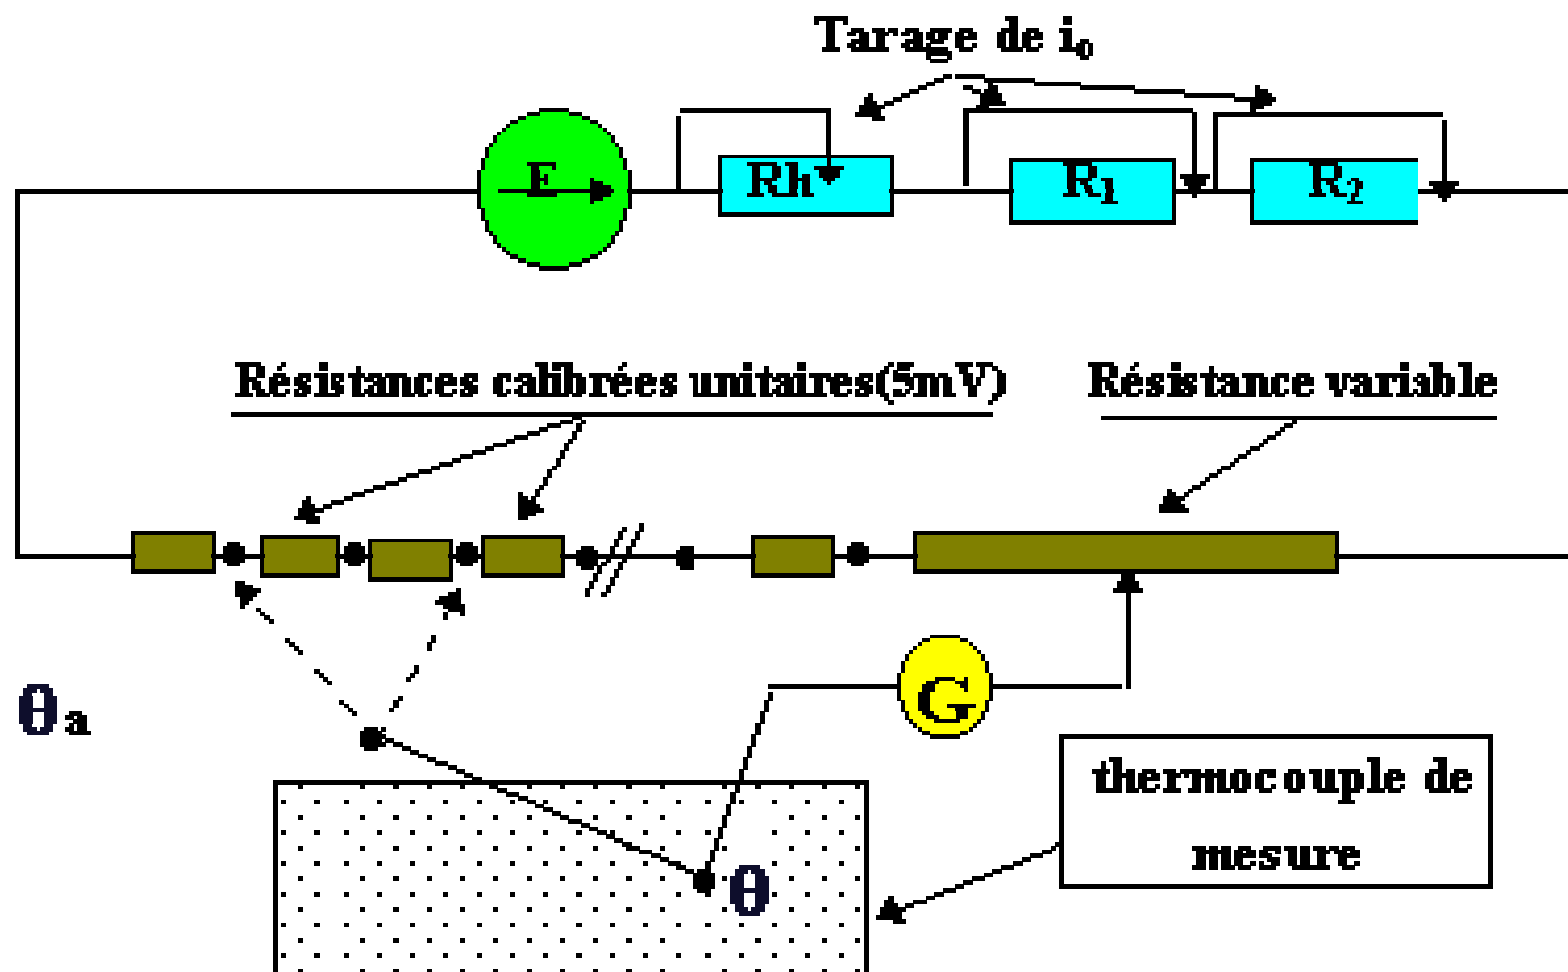 Tarage de i₀
E
Rh
R₁
R₂
Résistances calibrées unitaires(5mV)
Résistance variable
θa
G
thermocouple de
mesure
θ